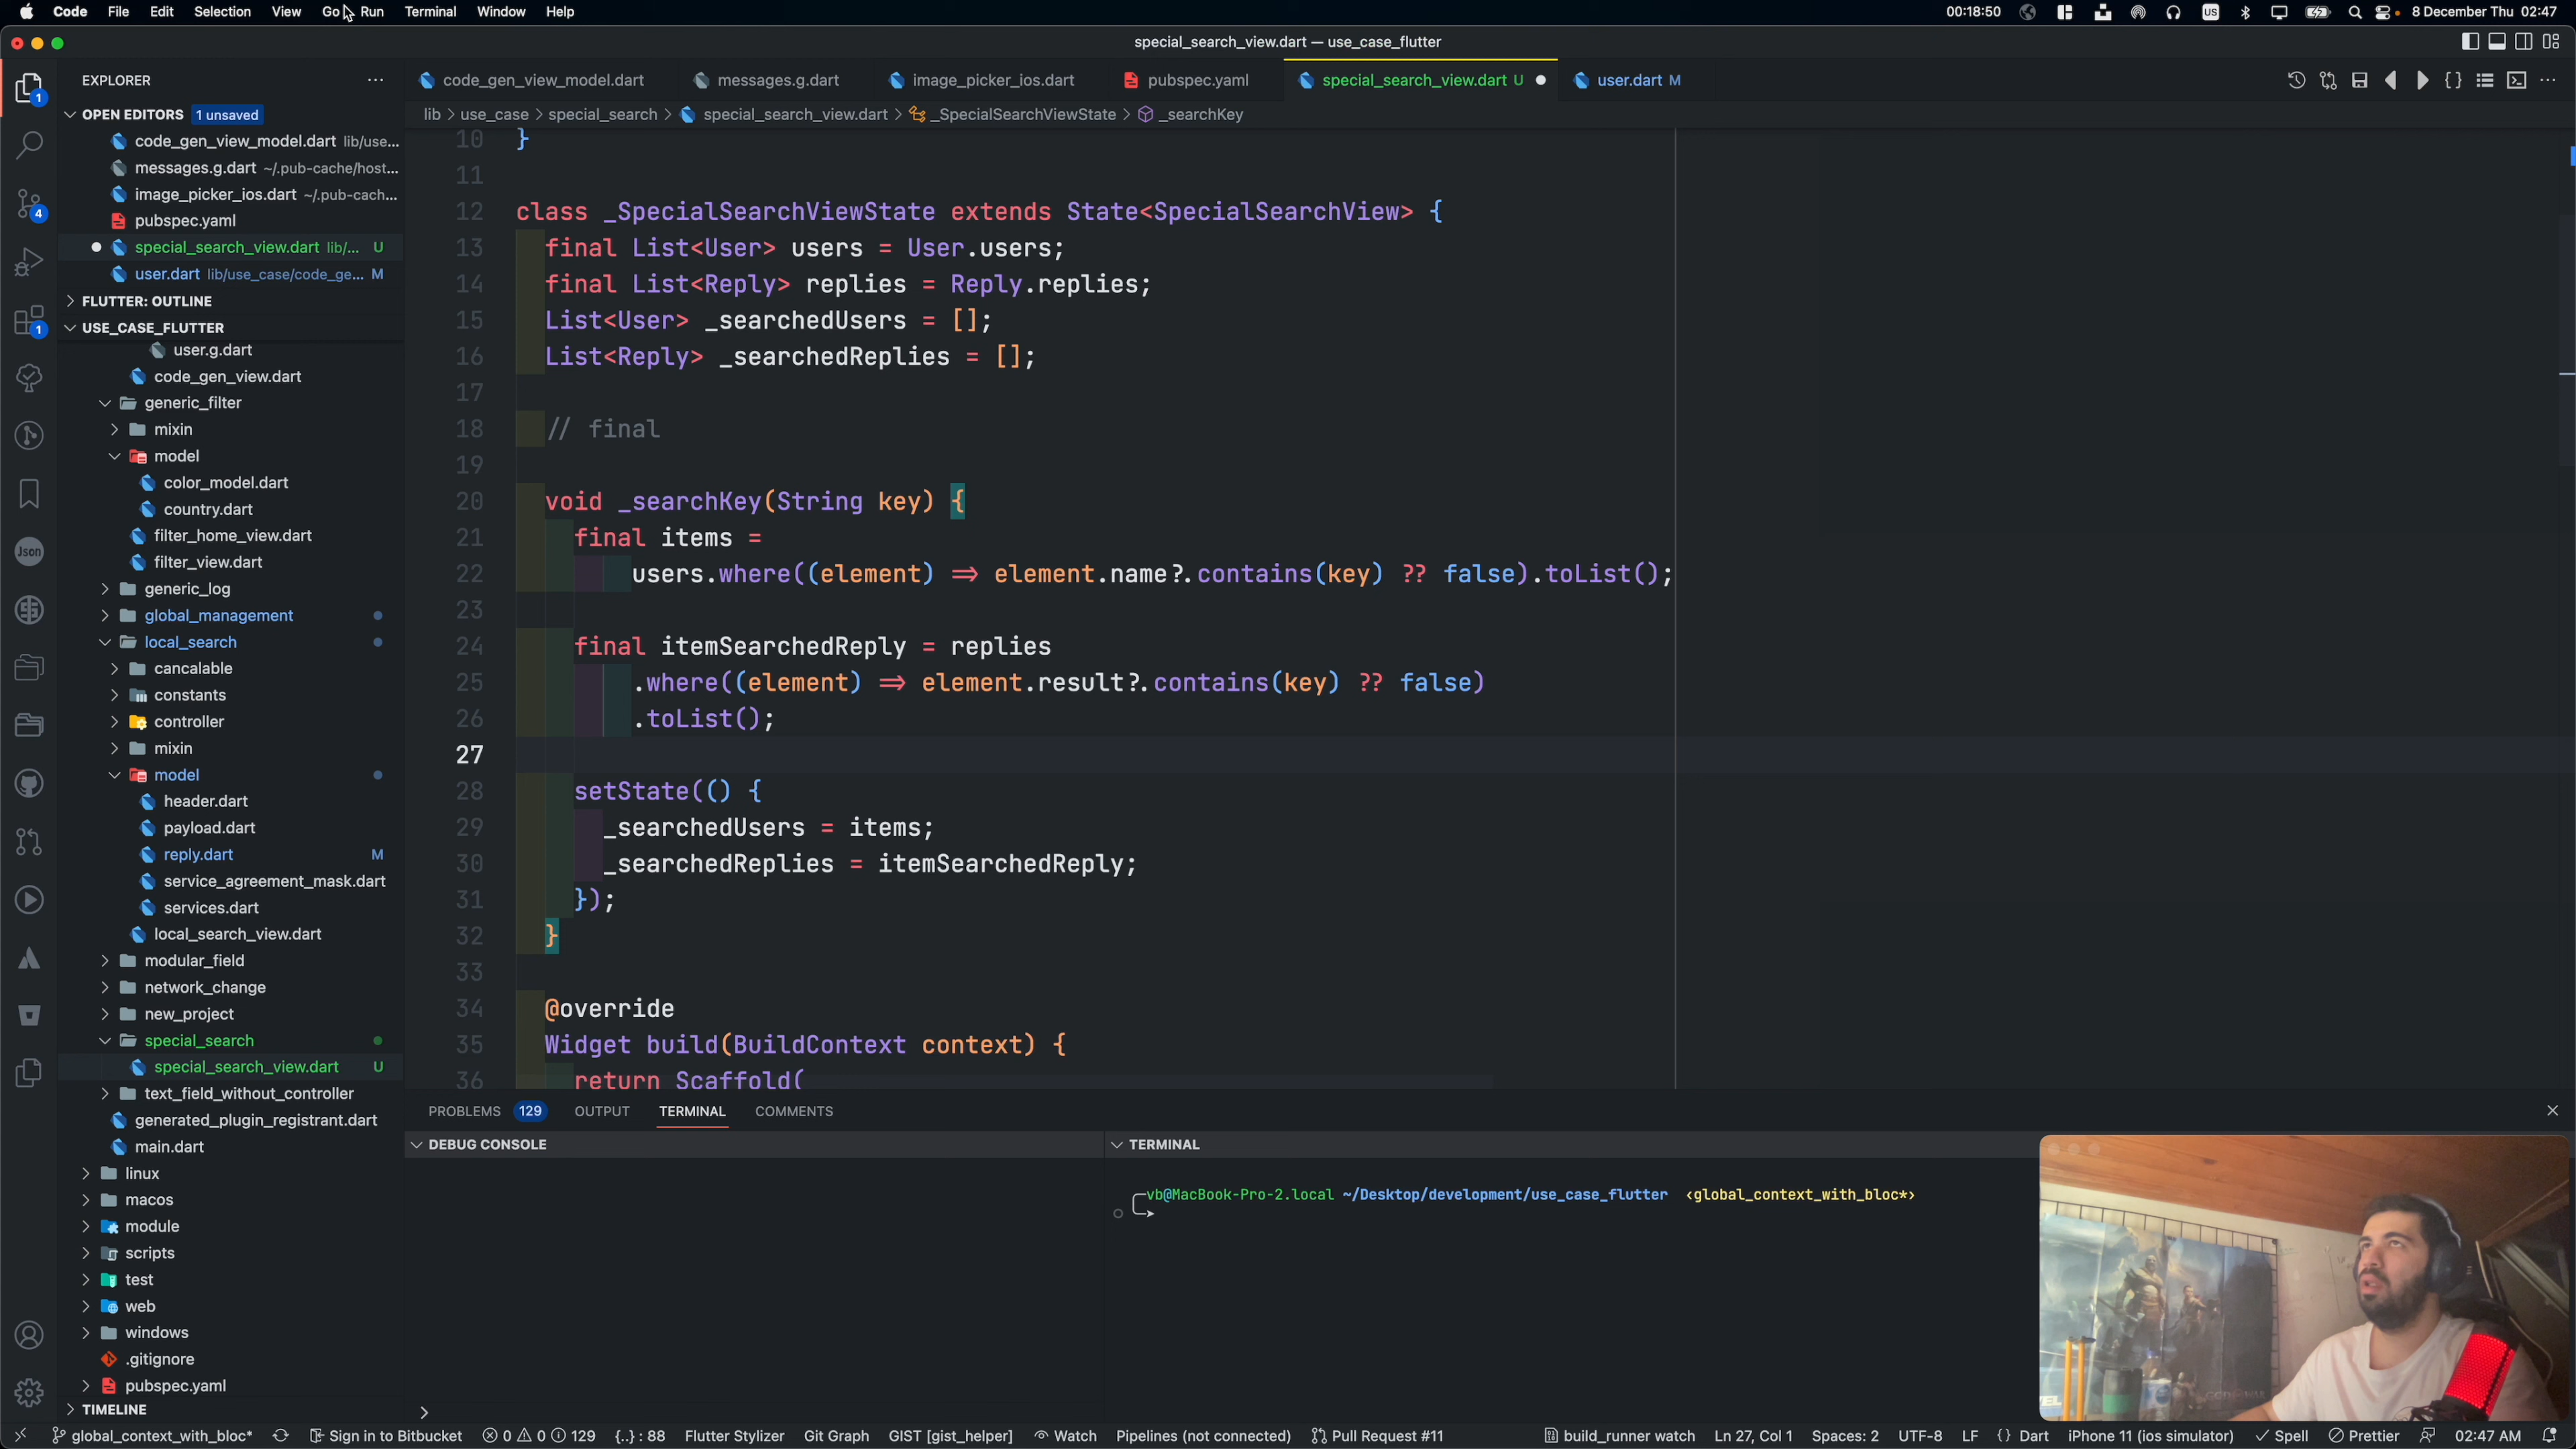 Code File Edit Selection View Go Run Terminal Window Help 00:18:50 US 8 December Thu 02:47
special_search_view.dart — use_case_flutter
EXPLORER
code_gen_view_model.dart messages.g.dart image_picker_ios.dart pubspec.yaml special_search_view.dart U user.dart M
OPEN EDITORS 1 unsaved
lib > use_case > special_search > special_search_view.dart > _SpecialSearchViewState > _searchKey
code_gen_view_model.dart lib/use...
messages.g.dart ~/.pub-cache/host...
image_picker_ios.dart ~/.pub-cach...
pubspec.yaml
special_search_view.dart lib/... U
user.dart lib/use_case/code_ge... M
FLUTTER: OUTLINE
USE_CASE_FLUTTER
user.g.dart
code_gen_view.dart
generic_filter
mixin
model
color_model.dart
country.dart
filter_home_view.dart
filter_view.dart
generic_log
global_management
local_search
cancalable
constants
controller
mixin
model
header.dart
payload.dart
reply.dart M
service_agreement_mask.dart
services.dart
local_search_view.dart
modular_field
network_change
new_project
special_search
special_search_view.dart U
text_field_without_controller
generated_plugin_registrant.dart
main.dart
linux
macos
module
scripts
test
web
windows
.gitignore
pubspec.yaml
TIMELINE
1
4
1
Json
10 }
11
12 class _SpecialSearchViewState extends State<SpecialSearchView> {
13 final List<User> users = User.users;
14 final List<Reply> replies = Reply.replies;
15 List<User> _searchedUsers = [];
16 List<Reply> _searchedReplies = [];
17
18 // final
19
20 void _searchKey(String key) {
21 final items =
22 users.where((element) => element.name?.contains(key) ?? false).toList();
23
24 final itemSearchedReply = replies
25 .where((element) => element.result?.contains(key) ?? false)
26 .toList();
27
28 setState(() {
29 _searchedUsers = items;
30 _searchedReplies = itemSearchedReply;
31 });
32 }
33
34 @override
35 Widget build(BuildContext context) {
36 return Scaffold(
PROBLEMS 129 OUTPUT TERMINAL COMMENTS
DEBUG CONSOLE
TERMINAL
vb@MacBook-Pro-2.local ~/Desktop/development/use_case_flutter ‹global_context_with_bloc*›
global_context_with_bloc* Sign in to Bitbucket 0 0 129 {..} : 88 Flutter Stylizer Git Graph GIST [gist_helper] Watch Pipelines (not connected) Pull Request #11 build_runner watch Ln 27, Col 1 Spaces: 2 UTF-8 LF {} Dart iPhone 11 (ios simulator) Spell Prettier 02:47 AM